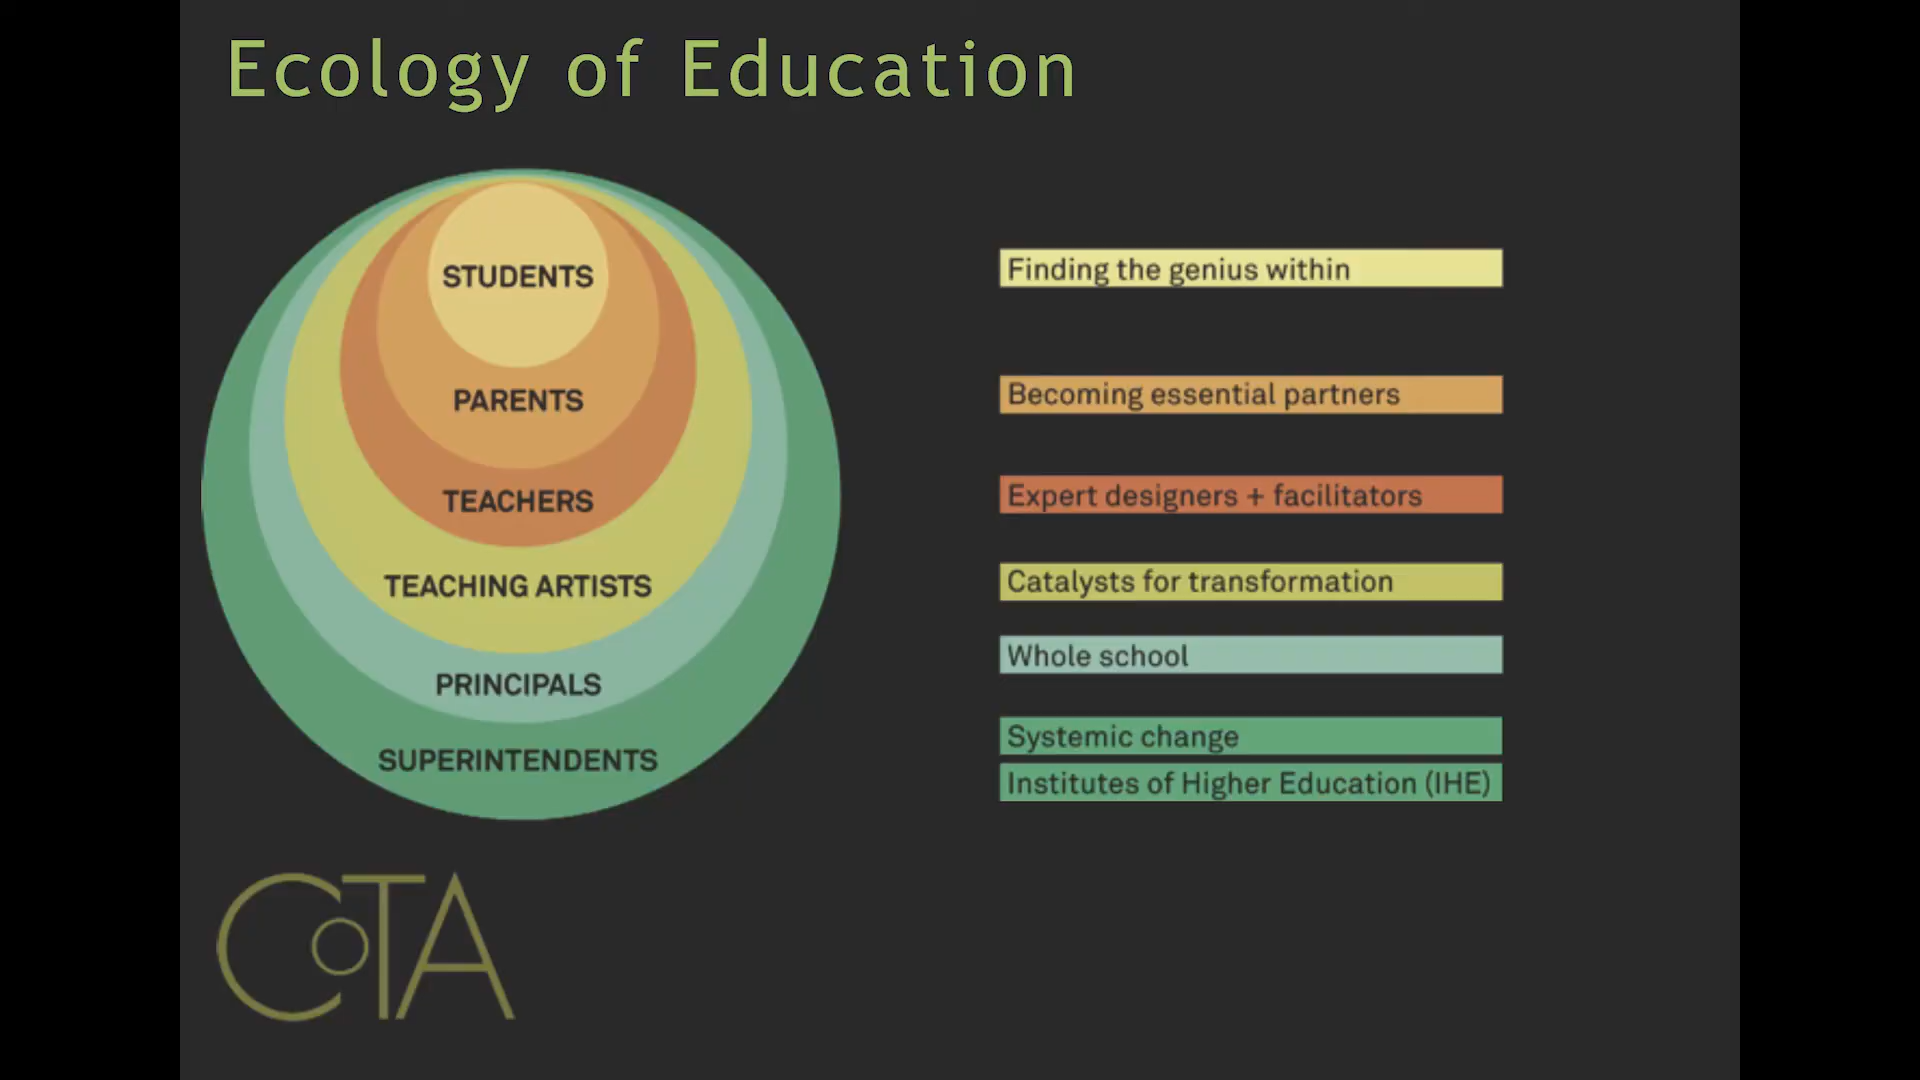 Ecology of Education
STUDENTS
Finding the genius within
PARENTS
Becoming essential partners
TEACHERS
Expert designers + facilitators
TEACHING ARTISTS
Catalysts for transformation
PRINCIPALS
Whole school
SUPERINTENDENTS
Systemic change
Institutes of Higher Education (IHE)
CoTA